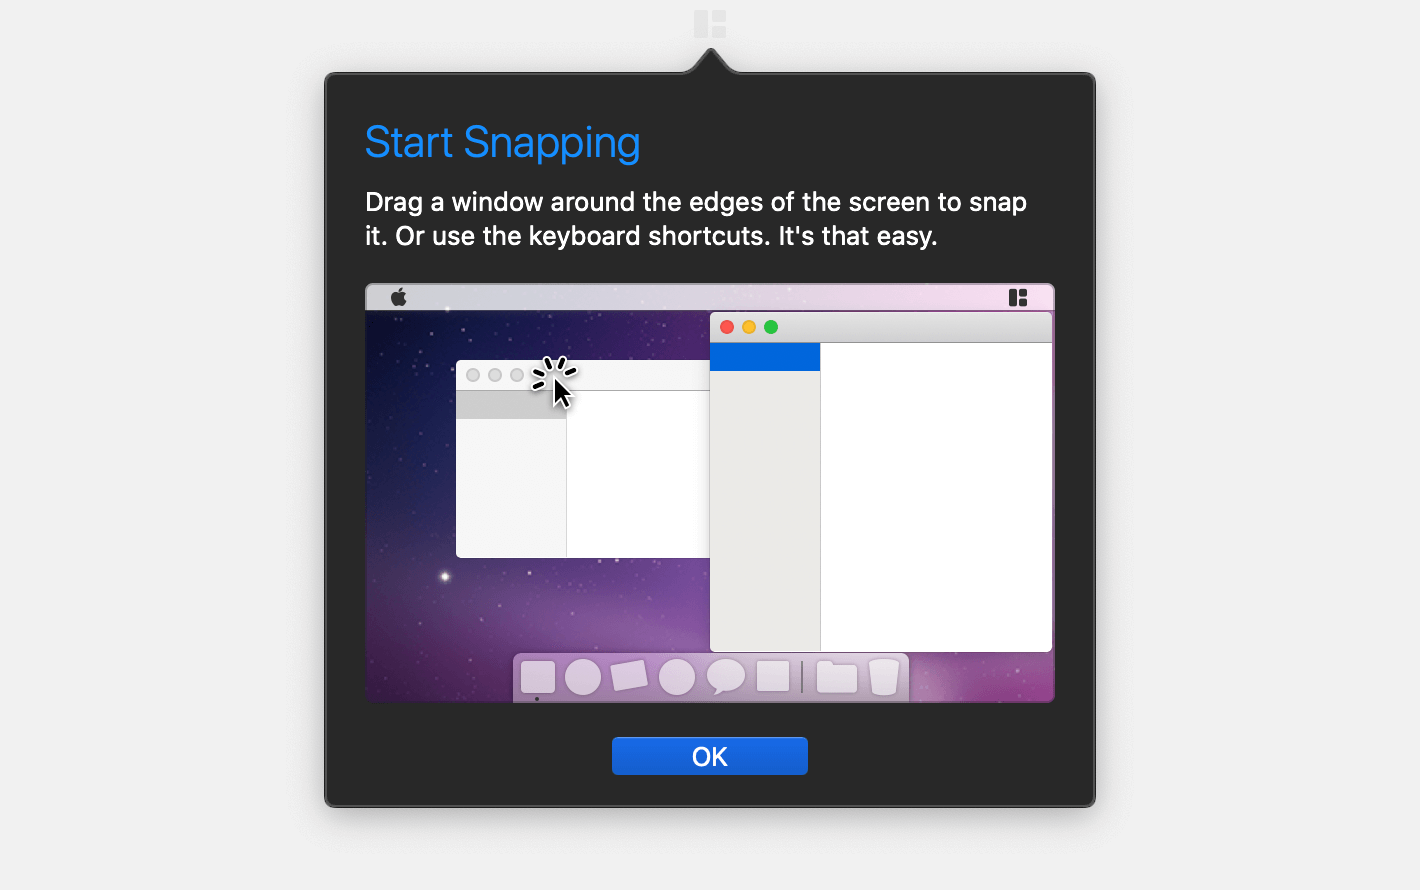 Start Snapping
Drag a window around the edges of the screen to snap
it. Or use the keyboard shortcuts. It's that easy.
OK